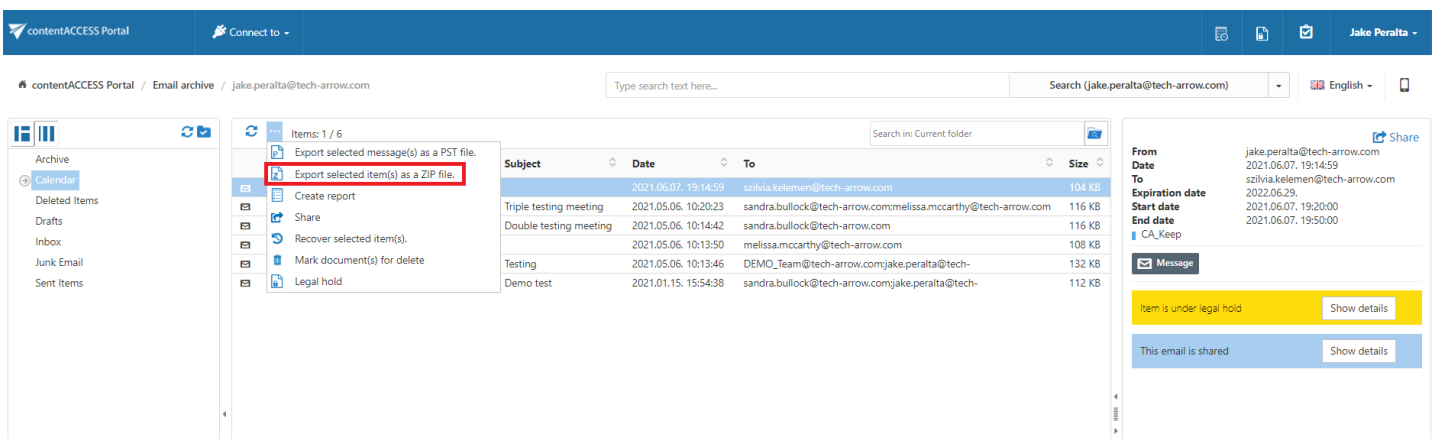 contentACCESS Portal
Connect to
Jake Peralta
contentACCESS Portal / Email archive / jake.peralta@tech-arrow.com
Type search text here...
Search (jake.peralta@tech-arrow.com)
English
Archive
Calendar
Deleted Items
Drafts
Inbox
Junk Email
Sent Items
Items: 1 / 6
Search in: Current folder
Export selected message(s) as a PST file.
Export selected item(s) as a ZIP file.
Create report
Share
Recover selected item(s).
Mark document(s) for delete
Legal hold
Subject Date To Size
2021.06.07. 19:14:59 szilvia.kelemen@tech-arrow.com 104 KB
Triple testing meeting 2021.05.06. 10:20:23 sandra.bullock@tech-arrow.com;melissa.mccarthy@tech-arrow.com 116 KB
Double testing meeting 2021.05.06. 10:14:42 sandra.bullock@tech-arrow.com 116 KB
2021.05.06. 10:13:50 melissa.mccarthy@tech-arrow.com 108 KB
Testing 2021.05.06. 10:13:46 DEMO_Team@tech-arrow.com;jake.peralta@tech- 132 KB
Demo test 2021.01.15. 15:54:38 sandra.bullock@tech-arrow.com;jake.peralta@tech- 112 KB
Share
From jake.peralta@tech-arrow.com
Date 2021.06.07. 19:14:59
To szilvia.kelemen@tech-arrow.com
Expiration date 2022.06.29.
Start date 2021.06.07. 19:20:00
End date 2021.06.07. 19:50:00
CA_Keep
Message
Item is under legal hold Show details
This email is shared Show details